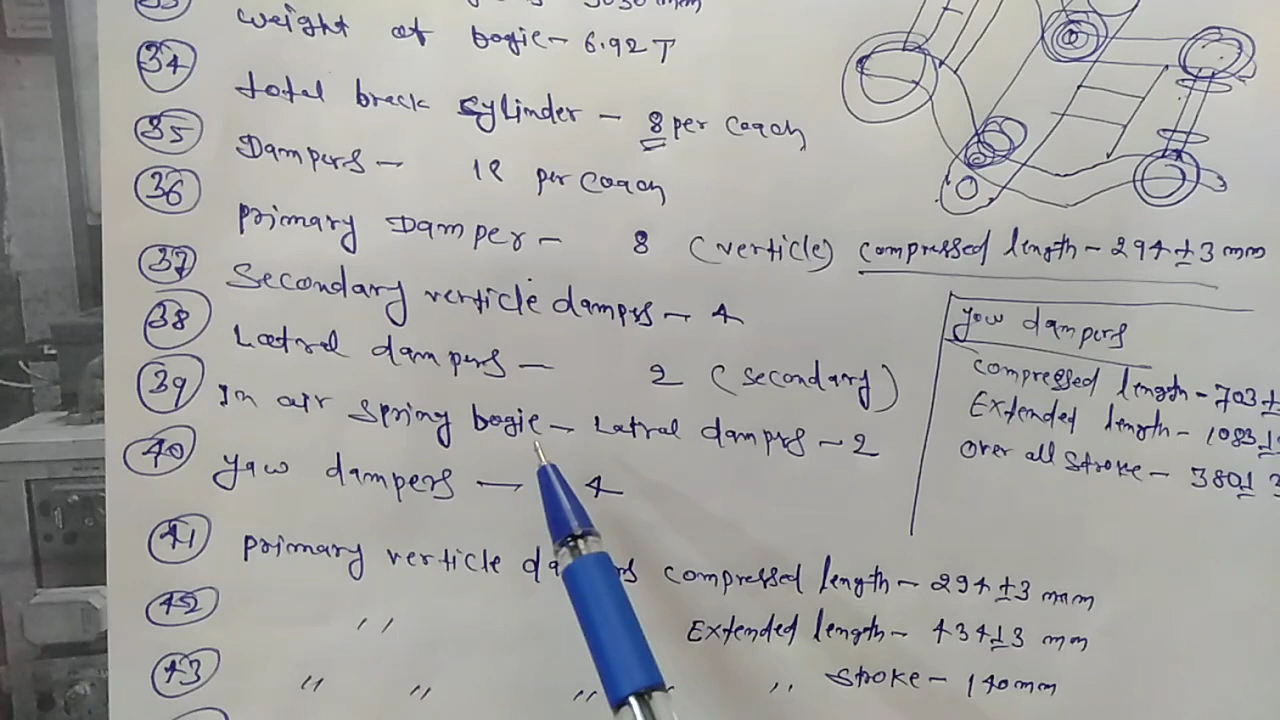 33
weight of bogie - 6.92 T
34 total breck cylinder - 8 per coach
35 Dampers - 18 per coach
36 primary Damper - 8 (verticle) compressed length - 294 ± 3 mm
37 Secondary verticle dampers - 4
38 Latral dampers - 2 (secondary)
39 In air spring bogie - Latral dampers - 2
40 yaw dampers - 4
41 primary verticle compressed length - 294 ± 3 mm
42 〃 Extended length - 434 ± 3 mm
43 〃 〃 〃 〃 stroke - 140 mm
yaw dampers
compressed length - 703 ±
Extended length - 1083 ±
Over all stroke - 380 ±